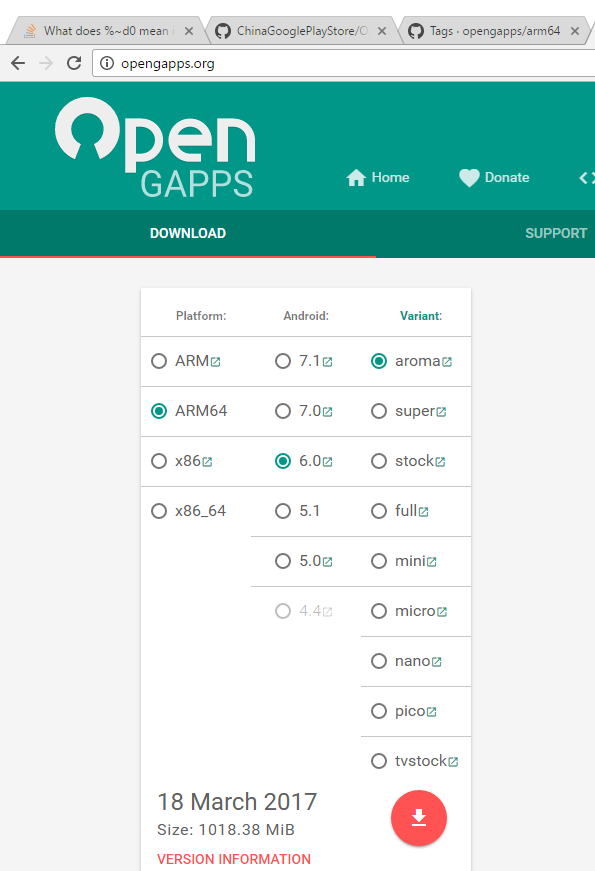 What does %~d0 mean i
ChinaGooglePlayStore/O
Tags · opengapps/arm64
opengapps.org
Open
GAPPS
Home
Donate
DOWNLOAD
SUPPORT
Platform: Android: Variant:
ARM 7.1 aroma
ARM64 7.0 super
x86 6.0 stock
x86_64 5.1 full
5.0 mini
4.4 micro
nano
pico
tvstock
18 March 2017
Size: 1018.38 MiB
VERSION INFORMATION